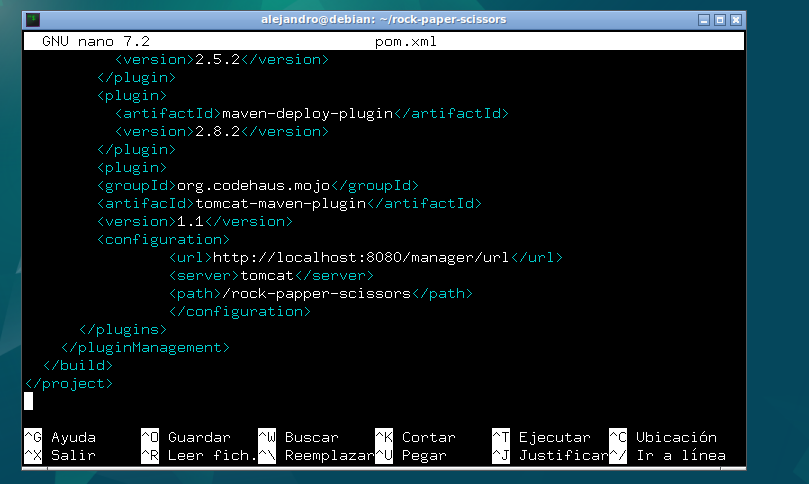 alejandro@debian: ~/rock-paper-scissors
GNU nano 7.2 pom.xml
<version>2.5.2</version>
</plugin>
<plugin>
<artifactId>maven-deploy-plugin</artifactId>
<version>2.8.2</version>
</plugin>
<plugin>
<groupId>org.codehaus.mojo</groupId>
<artifacId>tomcat-maven-plugin</artifactId>
<version>1.1</version>
<configuration>
<url>http://localhost:8080/manager/url</url>
<server>tomcat</server>
<path>/rock-papper-scissors</path>
</configuration>
</plugins>
</pluginManagement>
</build>
</project>
^G Ayuda ^O Guardar ^W Buscar ^K Cortar ^T Ejecutar ^C Ubicación
^X Salir ^R Leer fich. ^\ Reemplazar ^U Pegar ^J Justificar ^/ Ir a línea